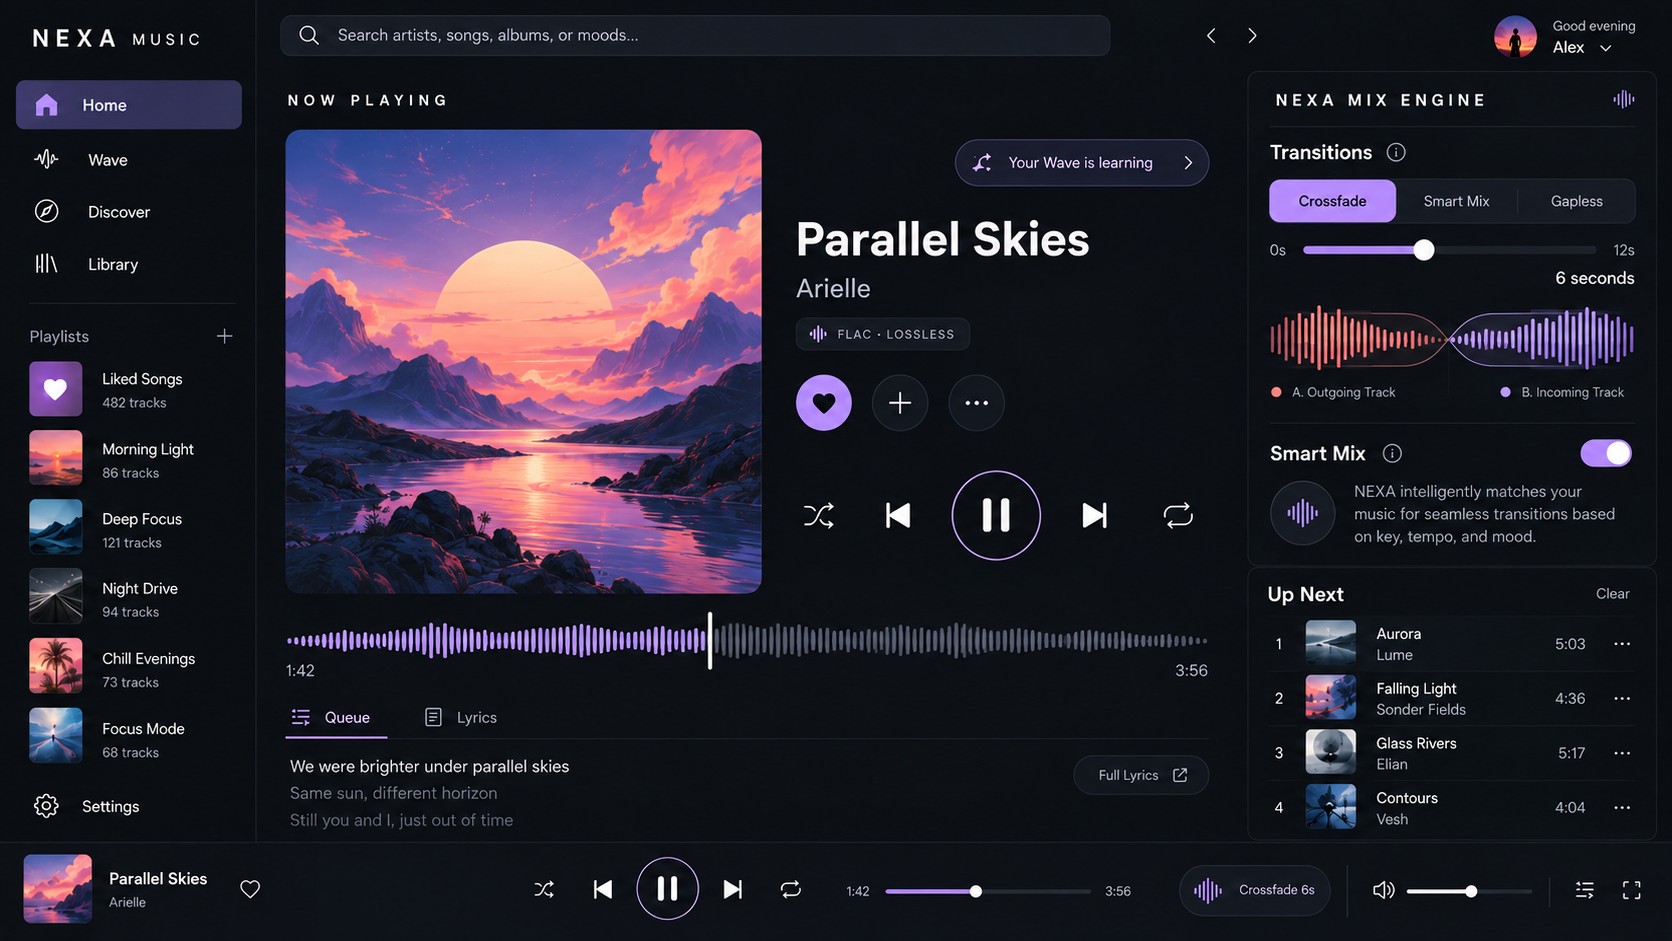 NEXA MUSIC
Search artists, songs, albums, or moods...
Good evening
Alex
Home
Wave
Discover
Library
Playlists
Liked Songs
482 tracks
Morning Light
86 tracks
Deep Focus
121 tracks
Night Drive
94 tracks
Chill Evenings
73 tracks
Focus Mode
68 tracks
Settings
NOW PLAYING
Your Wave is learning
Parallel Skies
Arielle
FLAC • LOSSLESS
1:42
3:56
Queue
Lyrics
We were brighter under parallel skies
Same sun, different horizon
Still you and I, just out of time
Full Lyrics
NEXA MIX ENGINE
Transitions
Crossfade
Smart Mix
Gapless
0s
12s
6 seconds
A. Outgoing Track
B. Incoming Track
Smart Mix
NEXA intelligently matches your
music for seamless transitions based
on key, tempo, and mood.
Up Next
Clear
1
Aurora
Lume
5:03
2
Falling Light
Sonder Fields
4:36
3
Glass Rivers
Elian
5:17
4
Contours
Vesh
4:04
Parallel Skies
Arielle
1:42
3:56
Crossfade 6s